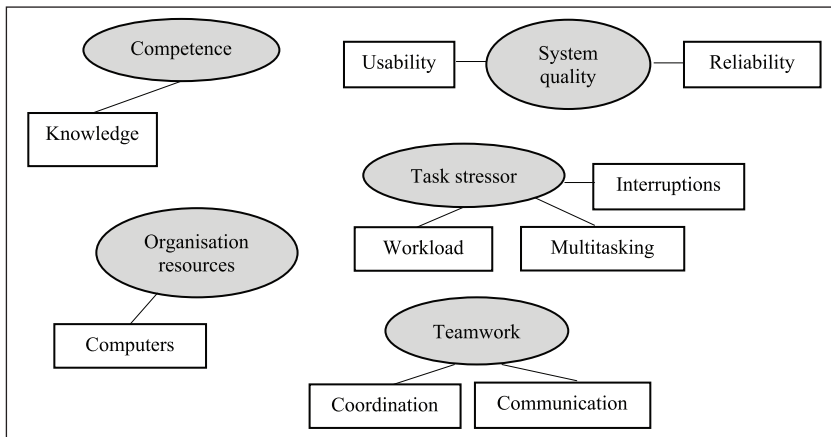 Competence
Knowledge
Usability
System
quality
Reliability
Task stressor
Interruptions
Workload
Multitasking
Organisation
resources
Computers
Teamwork
Coordination
Communication